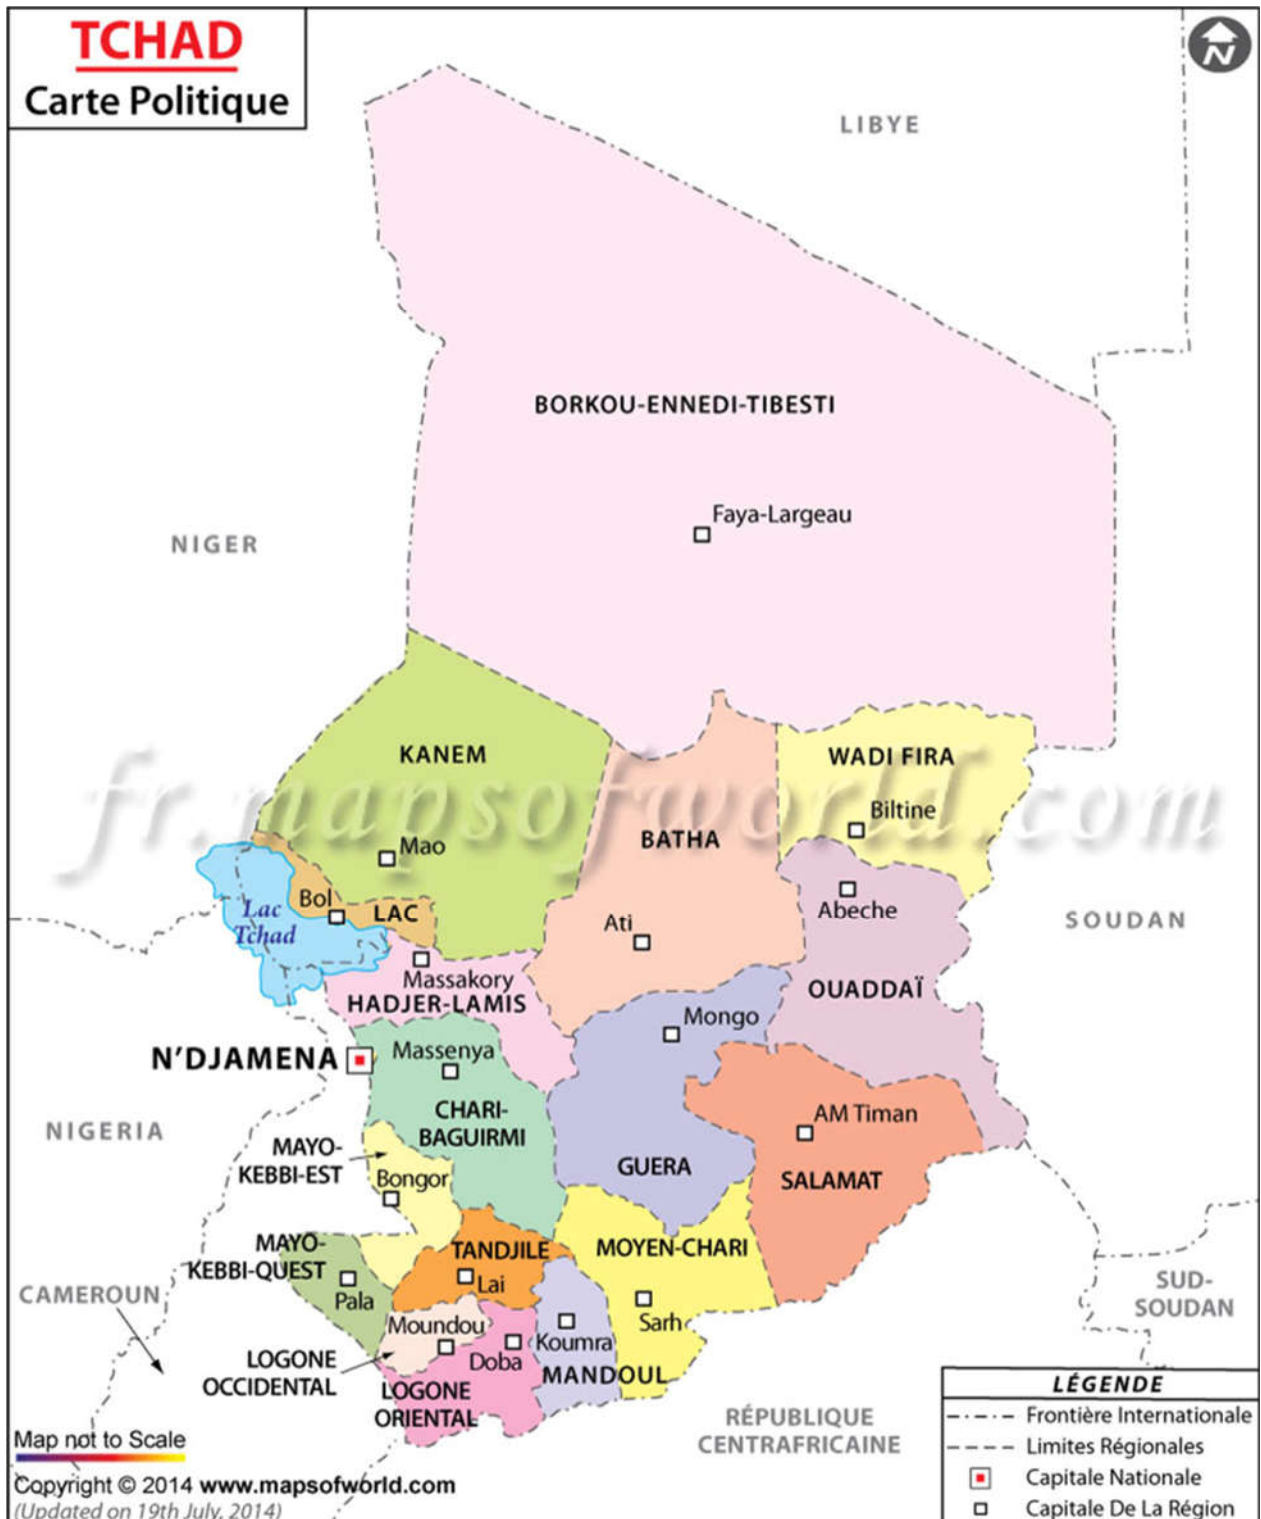 TCHAD
Carte Politique
N
LIBYE
BORKOU-ENNEDI-TIBESTI
Faya-Largeau
NIGER
KANEM
WADI FIRA
fr.mapsofworld.com
Biltine
BATHA
Mao
Bol
LAC
Lac
Tchad
Abeche
Ati
SOUDAN
Massakory
HADJER-LAMIS
OUADDAÏ
Mongo
N'DJAMENA
Massenya
CHARI-
BAGUIRMI
AM Timan
NIGERIA
MAYO-
KEBBI-EST
Bongor
GUERA
SALAMAT
MAYO-
KEBBI-QUEST
TANDJILE
MOYEN-CHARI
Lai
Pala
CAMEROUN
SUD-
SOUDAN
Sarh
Moundou
Koumra
Doba
LOGONE
OCCIDENTAL
MANDOUL
LOGONE
ORIENTAL
RÉPUBLIQUE
CENTRAFRICAINE
LÉGENDE
Frontière Internationale
Limites Régionales
Capitale Nationale
Capitale De La Région
Map not to Scale
Copyright © 2014 www.mapsofworld.com
(Updated on 19th July, 2014)